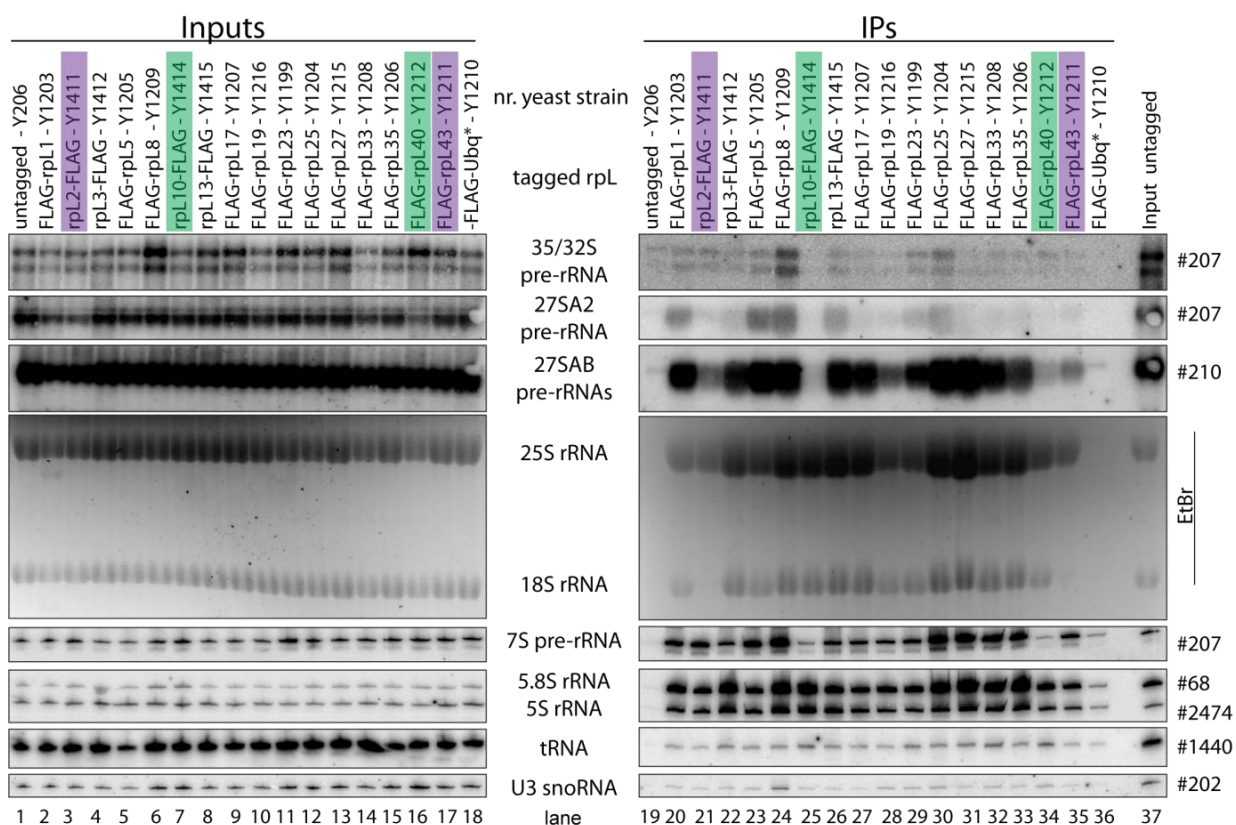 Inputs
IPs
untagged - Y206
FLAG-rpL1 - Y1203
rpL2-FLAG - Y1411
rpL3-FLAG - Y1412
FLAG-rpL5 - Y1205
FLAG-rpL8 - Y1209
rpL10-FLAG - Y1414
rpL13-FLAG - Y1415
FLAG-rpL17 - Y1207
FLAG-rpL19 - Y1216
FLAG-rpL23 - Y1199
FLAG-rpL25 - Y1204
FLAG-rpL27 - Y1215
FLAG-rpL33 - Y1208
FLAG-rpL35 - Y1206
FLAG-rpL40 - Y1212
FLAG-rpL43 - Y1211
-FLAG-Ubq* - Y1210
nr. yeast strain
tagged rpL
untagged - Y206
FLAG-rpL1 - Y1203
rpL2-FLAG - Y1411
rpL3-FLAG - Y1412
FLAG-rpL5 - Y1205
FLAG-rpL8 - Y1209
rpL10-FLAG - Y1414
rpL13-FLAG - Y1415
FLAG-rpL17 - Y1207
FLAG-rpL19 - Y1216
FLAG-rpL23 - Y1199
FLAG-rpL25 - Y1204
FLAG-rpL27 - Y1215
FLAG-rpL33 - Y1208
FLAG-rpL35 - Y1206
FLAG-rpL40 - Y1212
FLAG-rpL43 - Y1211
FLAG-Ubq* - Y1210
Input untagged
35/32S
pre-rRNA
#207
27SA2
pre-rRNA
#207
27SAB
pre-rRNAs
#210
25S rRNA
18S rRNA
EtBr
7S pre-rRNA
#207
5.8S rRNA
#68
5S rRNA
#2474
tRNA
#1440
U3 snoRNA
#202
1 2 3 4 5 6 7 8 9 10 11 12 13 14 15 16 17 18 lane 19 20 21 22 23 24 25 26 27 28 29 30 31 32 33 34 35 36 37